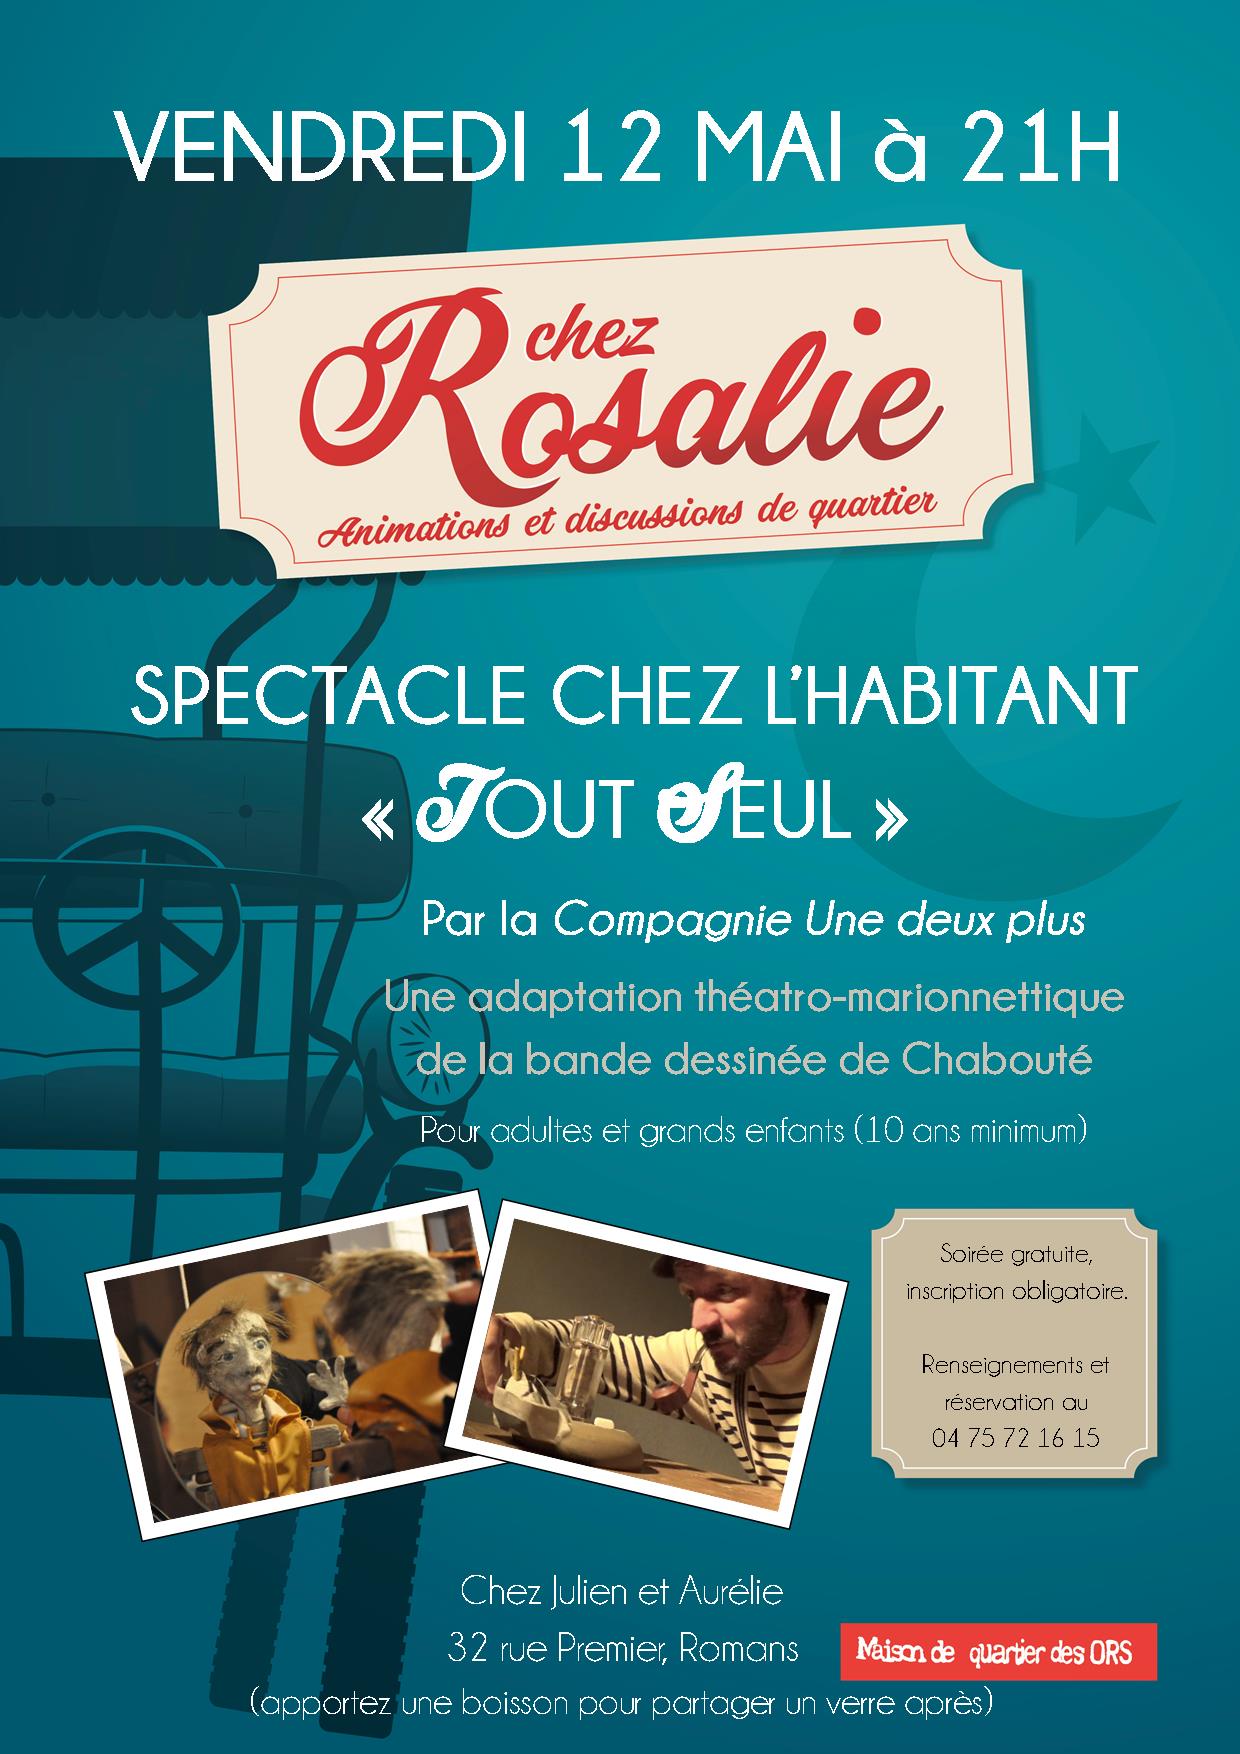 VENDREDI 12 MAI à 21H
chez
Rosalie
Animations et discussions de quartier
SPECTACLE CHEZ L'HABITANT
« TOUT SEUL »
Par la Compagnie Une deux plus
Une adaptation théatro-marionnettique
de la bande dessinée de Chabouté
Pour adultes et grands enfants (10 ans minimum)
Soirée gratuite,
inscription obligatoire.
Renseignements et
réservation au
04 75 72 16 15
Chez Julien et Aurélie
32 rue Premier, Romans
Maison de quartier des ORS
(apportez une boisson pour partager un verre après)